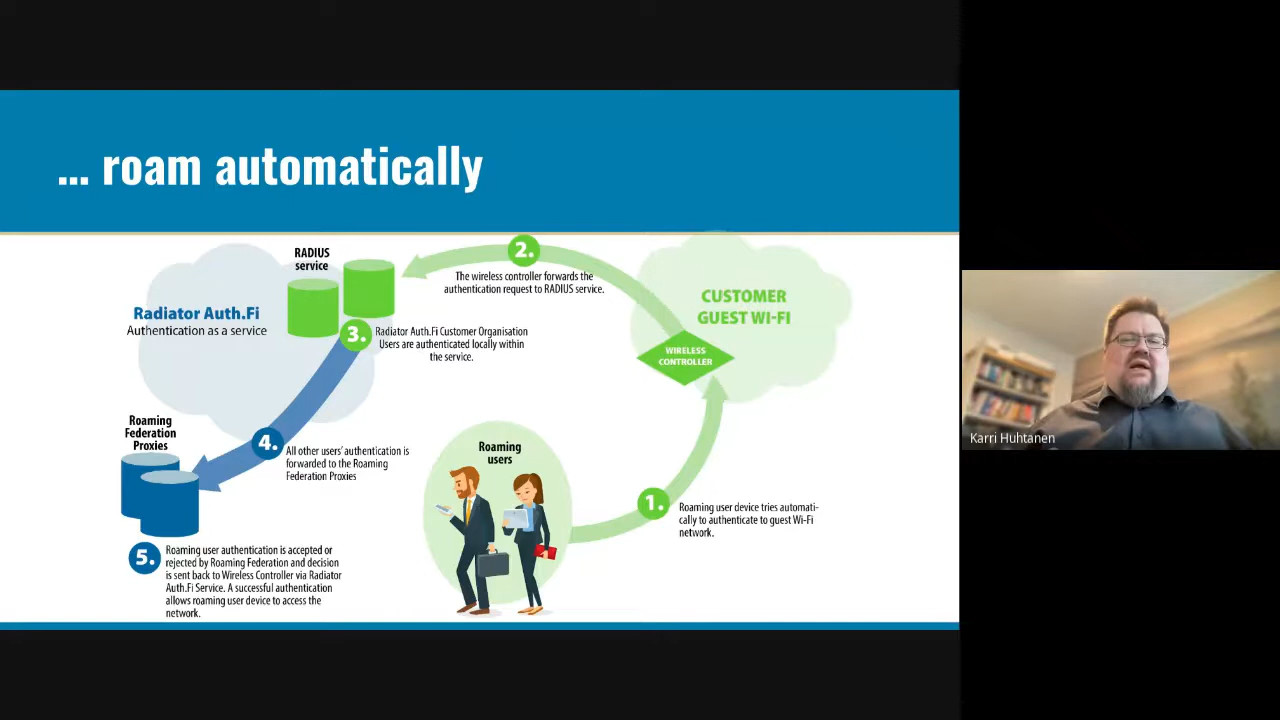 ... roam automatically
RADIUS
service
Radiator Auth.Fi
Authentication as a service
2.
The wireless controller forwards the
authentication request to RADIUS service.
CUSTOMER
GUEST WI-FI
WIRELESS
CONTROLLER
3.
Radiator Auth.Fi Customer Organisation
Users are authenticated locally within
the service.
Roaming
Federation
Proxies
4.
All other users' authentication is
forwarded to the Roaming
Federation Proxies
Roaming
users
1.
Roaming user device tries automati-
cally to authenticate to guest Wi-Fi
network.
5.
Roaming user authentication is accepted or
rejected by Roaming Federation and decision
is sent back to Wireless Controller via Radiator
Auth.Fi Service. A successful authentication
allows roaming user device to access the
network.
Karri Huhtanen